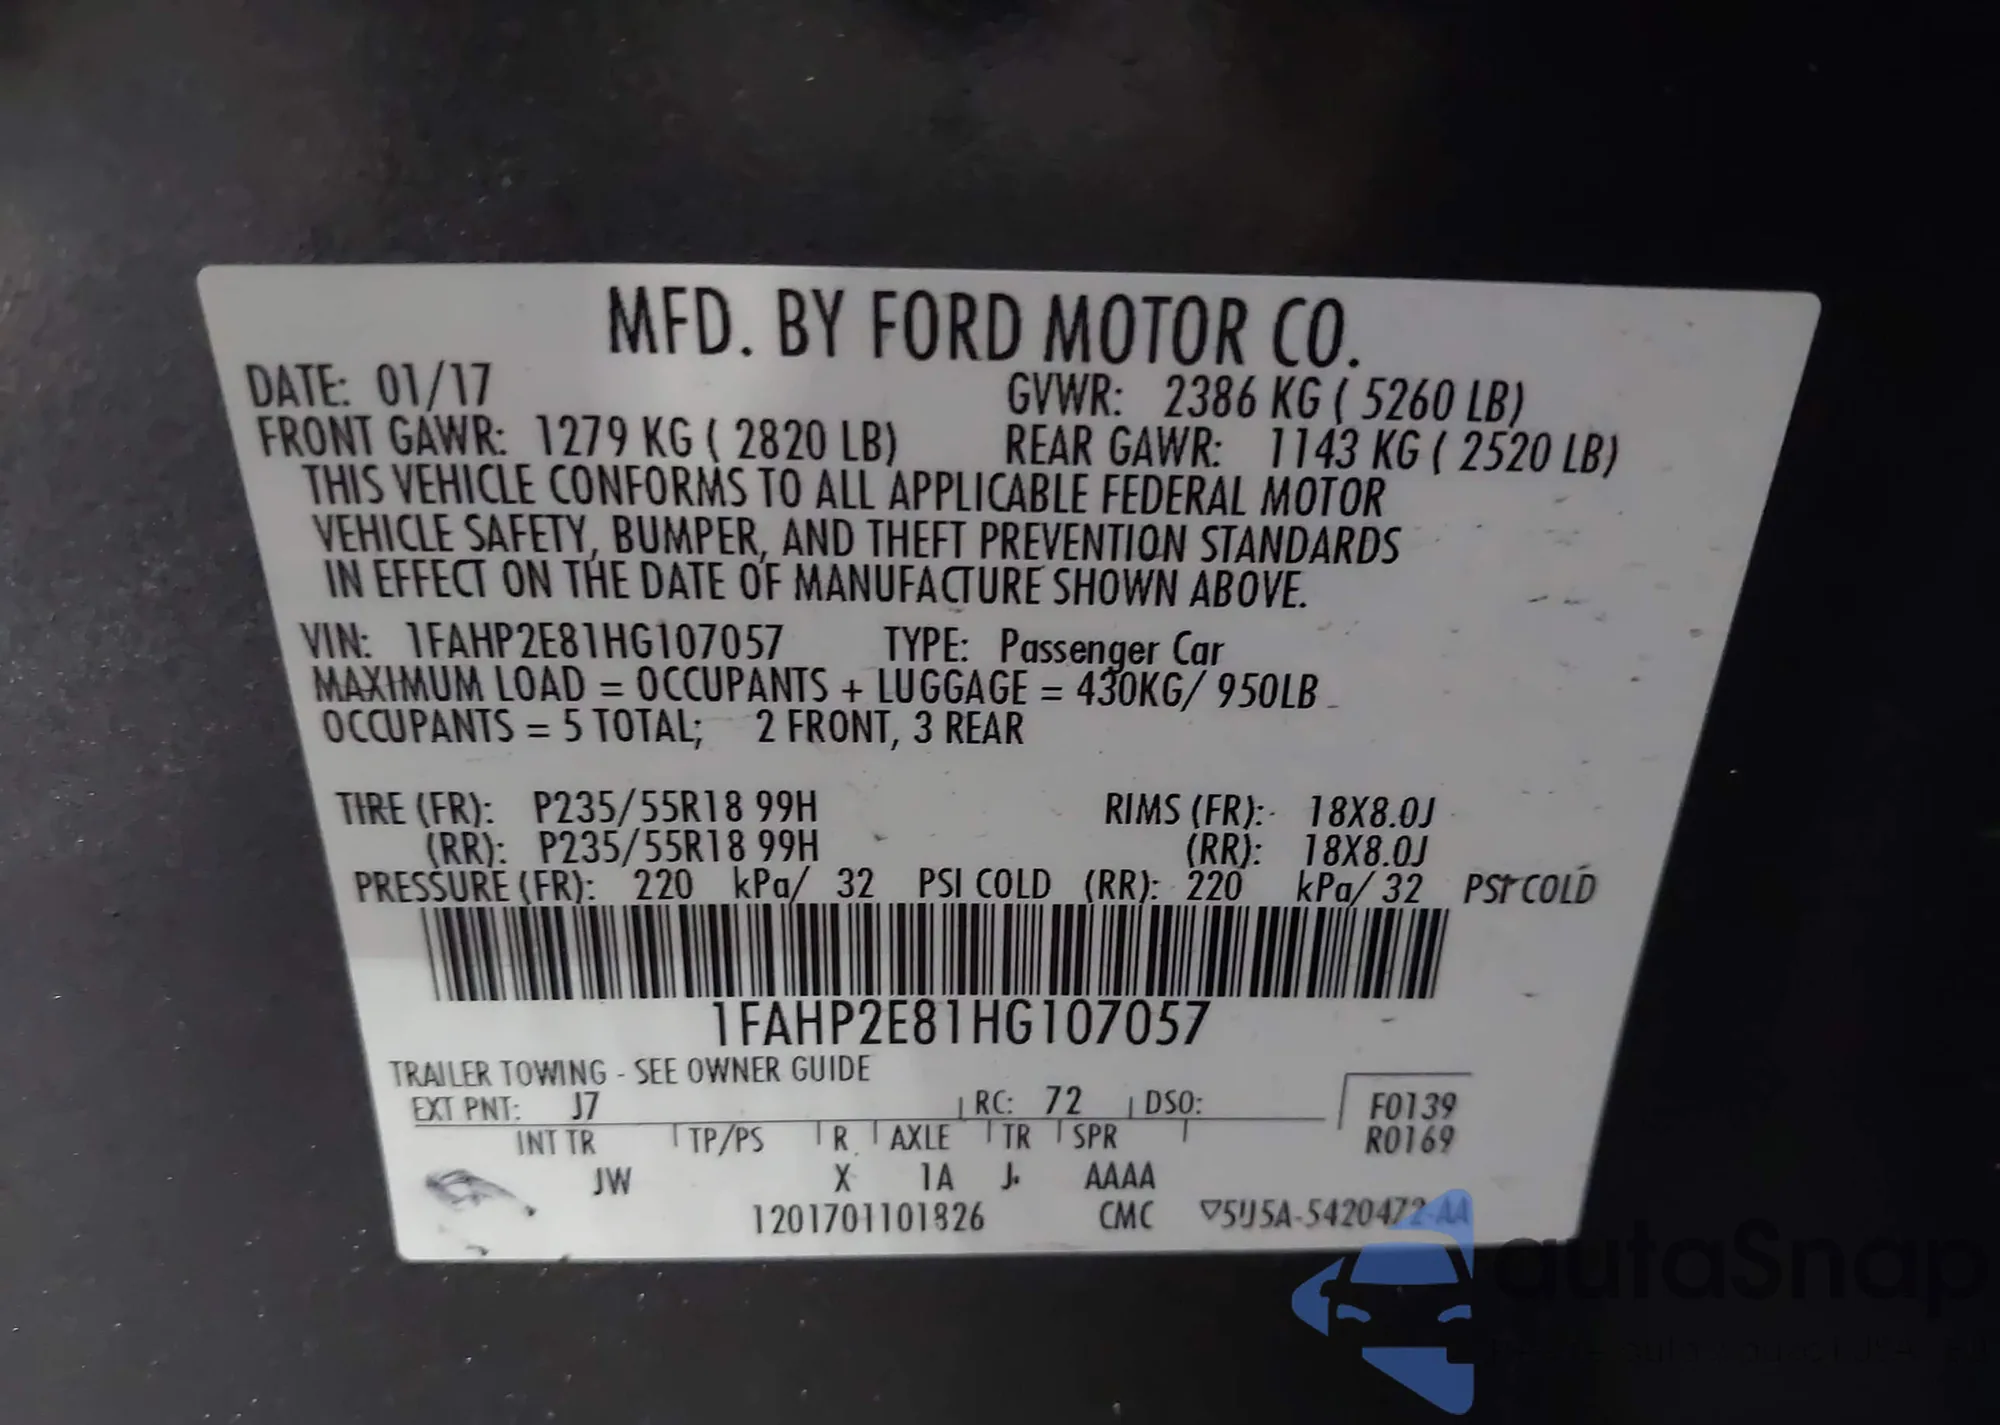 MFD. BY FORD MOTOR CO.
DATE: 01/17 GVWR: 2386 KG ( 5260 LB)
FRONT GAWR: 1279 KG ( 2820 LB) REAR GAWR: 1143 KG ( 2520 LB)
THIS VEHICLE CONFORMS TO ALL APPLICABLE FEDERAL MOTOR
VEHICLE SAFETY, BUMPER, AND THEFT PREVENTION STANDARDS
IN EFFECT ON THE DATE OF MANUFACTURE SHOWN ABOVE.
VIN: 1FAHP2E81HG107057 TYPE: Passenger Car
MAXIMUM LOAD = OCCUPANTS + LUGGAGE = 430KG/ 950LB
OCCUPANTS = 5 TOTAL; 2 FRONT, 3 REAR
TIRE (FR): P235/55R18 99H RIMS (FR): 18X8.0J
(RR): P235/55R18 99H (RR): 18X8.0J
PRESSURE (FR): 220 kPa/ 32 PSI COLD (RR): 220 kPa/ 32 PSI COLD
1FAHP2E81HG107057
TRAILER TOWING - SEE OWNER GUIDE
EXT PNT: J7 RC: 72 DSO: F0139
INT TR TP/PS R AXLE TR SPR R0169
JW X 1A J AAAA
1201701101826 CMC ▽5U5A-5420472-AA
autaSnap